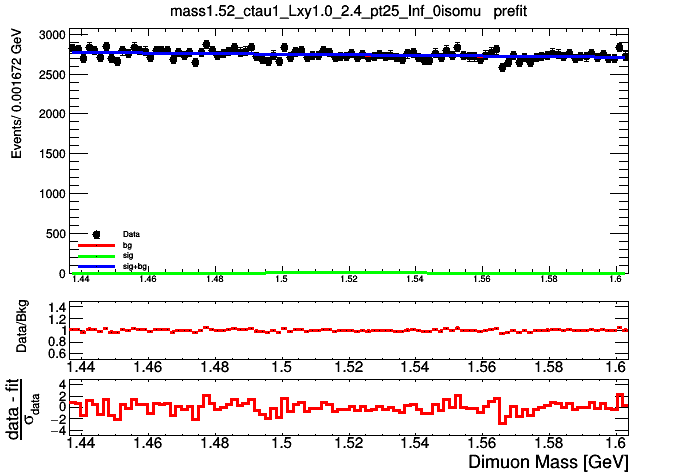 mass1.52_ctau1_Lxy1.0_2.4_pt25_Inf_0isomu prefit
Events/ 0.001672 GeV
3000
2500
2000
1500
1000
500
0
Data
bg
sig
sig+bg
1.44 1.46 1.48 1.5 1.52 1.54 1.56 1.58 1.6
Data/Bkg
1.4
1.2
1
0.8
0.6
1.44 1.46 1.48 1.5 1.52 1.54 1.56 1.58 1.6
data - fit
σdata
4
2
0
−2
−4
1.44 1.46 1.48 1.5 1.52 1.54 1.56 1.58 1.6
Dimuon Mass [GeV]